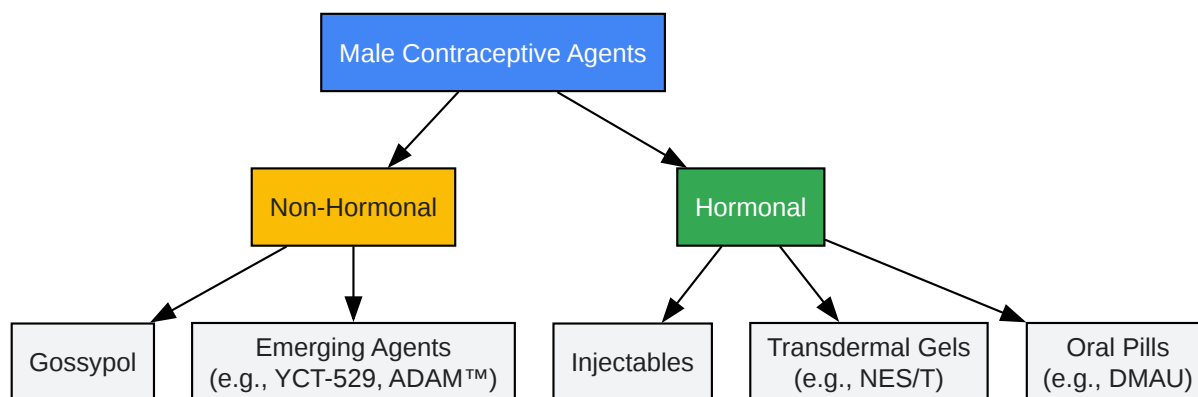 Male Contraceptive Agents
Non-Hormonal
Hormonal
Gossypol
Emerging Agents
(e.g., YCT-529, ADAM™)
Injectables
Transdermal Gels
(e.g., NES/T)
Oral Pills
(e.g., DMAU)